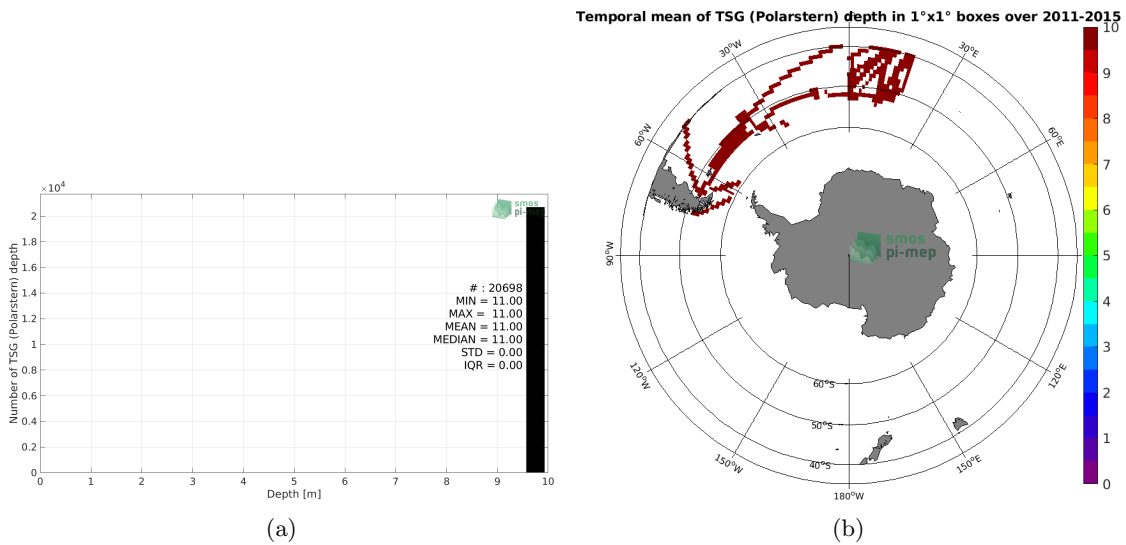 Temporal mean of TSG (Polarstern) depth in 1°x1° boxes over 2011-2015
×10⁴
Number of TSG (Polarstern) depth
2
1.8
1.6
1.4
1.2
1
0.8
0.6
0.4
0.2
0
smos
pi-mep
# : 20698
MIN = 11.00
MAX = 11.00
MEAN = 11.00
MEDIAN = 11.00
STD = 0.00
IQR = 0.00
0 1 2 3 4 5 6 7 8 9 10
Depth [m]
(a)
30°W
30°E
60°W
60°E
90°W
120°W
120°E
150°W
150°E
180°W
60°S
50°S
40°S
smos
pi-mep
10
9
8
7
6
5
4
3
2
1
0
(b)